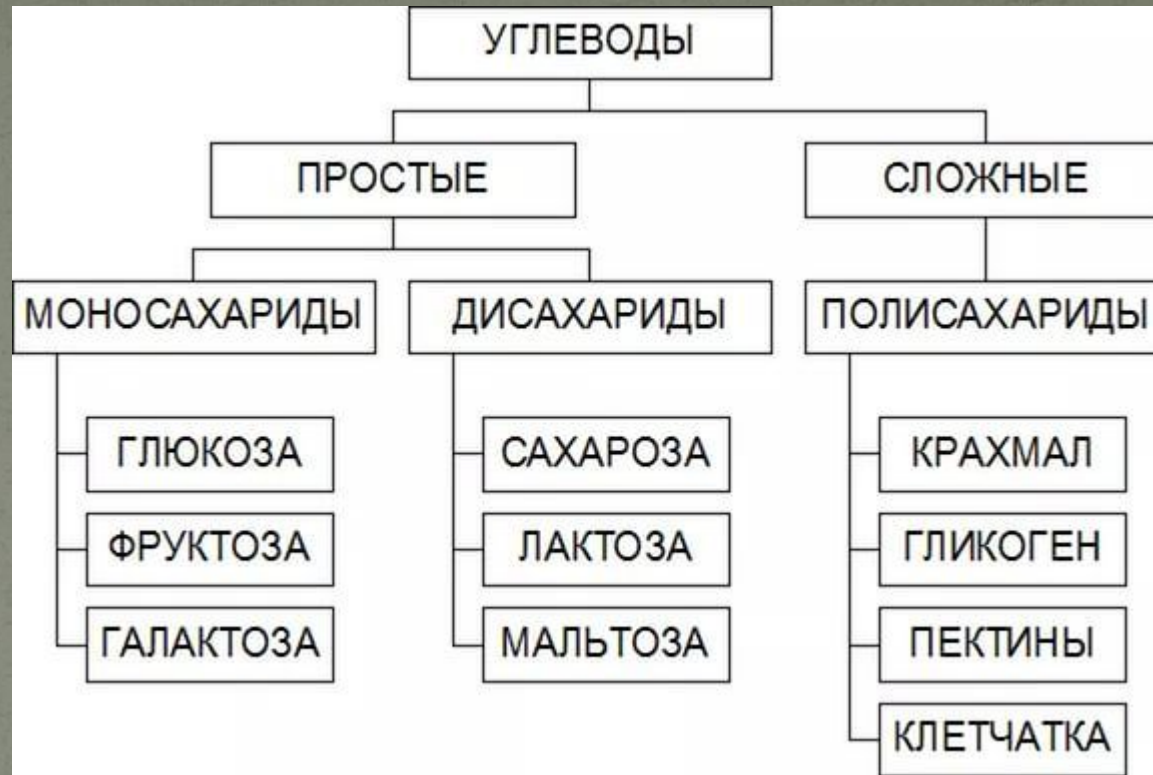 УГЛЕВОДЫ
ПРОСТЫЕ
СЛОЖНЫЕ
МОНОСАХАРИДЫ
ДИСАХАРИДЫ
ПОЛИСАХАРИДЫ
ГЛЮКОЗА
САХАРОЗА
КРАХМАЛ
ФРУКТОЗА
ЛАКТОЗА
ГЛИКОГЕН
ГАЛАКТОЗА
МАЛЬТОЗА
ПЕКТИНЫ
КЛЕТЧАТКА